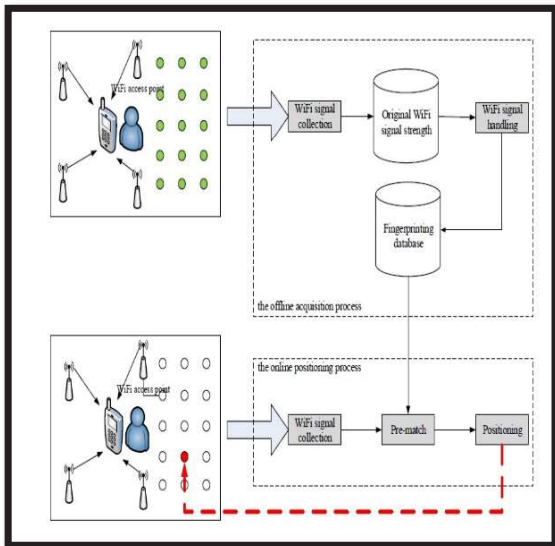 WiFi access point
WiFi signal
collection
Original WiFi
signal strength
WiFi signal
handling
Fingerprinting
database
the offline acquisition process
WiFi access point
the online positioning process
WiFi signal
collection
Pre-match
Positioning